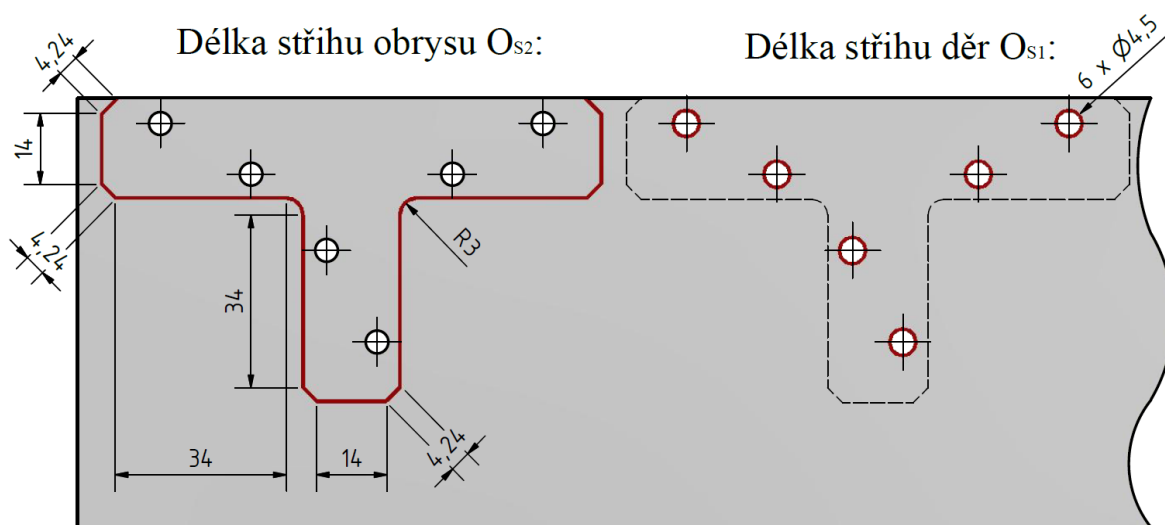 Délka střihu obrysu OS2:
Délka střihu děr OS1:
4,24
6 x Ø4,5
14
4,24
R3
34
34
14
4,24